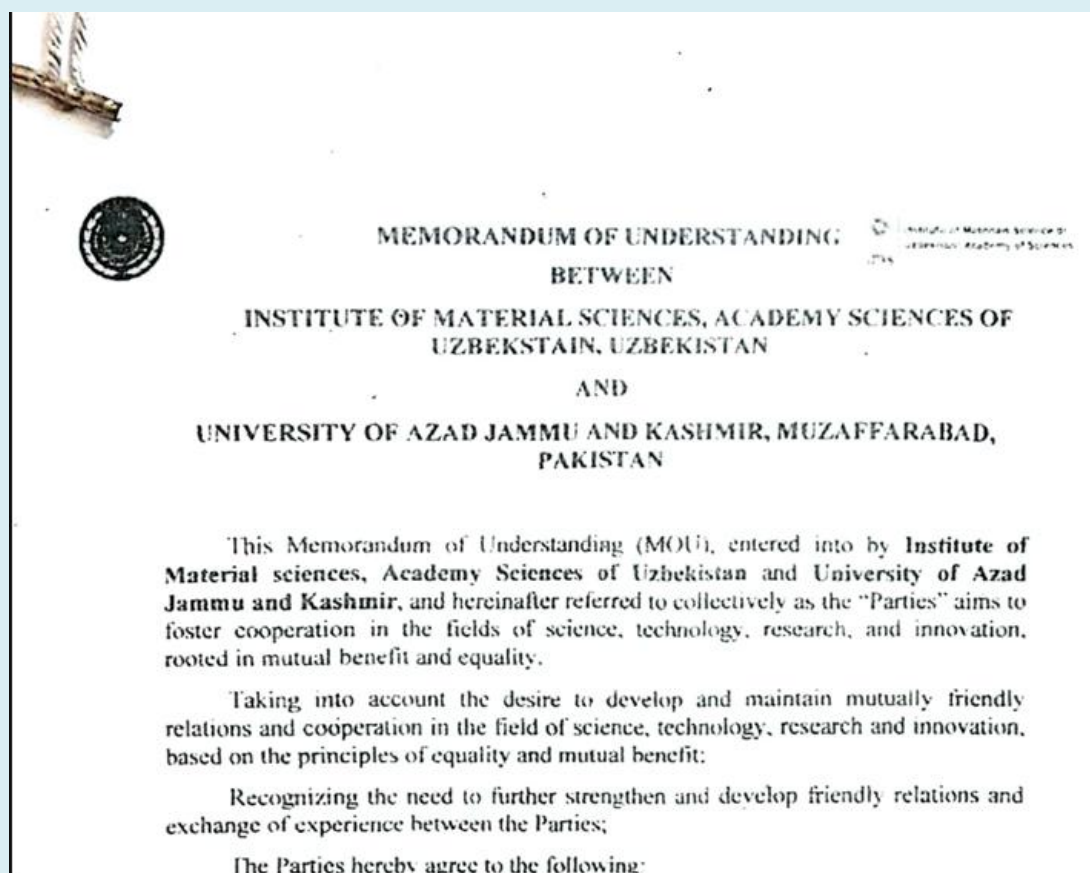 MEMORANDUM OF UNDERSTANDING
BETWEEN
INSTITUTE OF MATERIAL SCIENCES, ACADEMY SCIENCES OF
UZBEKSTAIN, UZBEKISTAN
AND
UNIVERSITY OF AZAD JAMMU AND KASHMIR, MUZAFFARABAD,
PAKISTAN
This Memorandum of Understanding (MOU), entered into by Institute of
Material sciences, Academy Sciences of Uzbekistan and University of Azad
Jammu and Kashmir, and hereinafter referred to collectively as the “Parties” aims to
foster cooperation in the fields of science, technology, research, and innovation,
rooted in mutual benefit and equality.
Taking into account the desire to develop and maintain mutually friendly
relations and cooperation in the field of science, technology, research and innovation,
based on the principles of equality and mutual benefit;
Recognizing the need to further strengthen and develop friendly relations and
exchange of experience between the Parties;
The Parties hereby agree to the following: